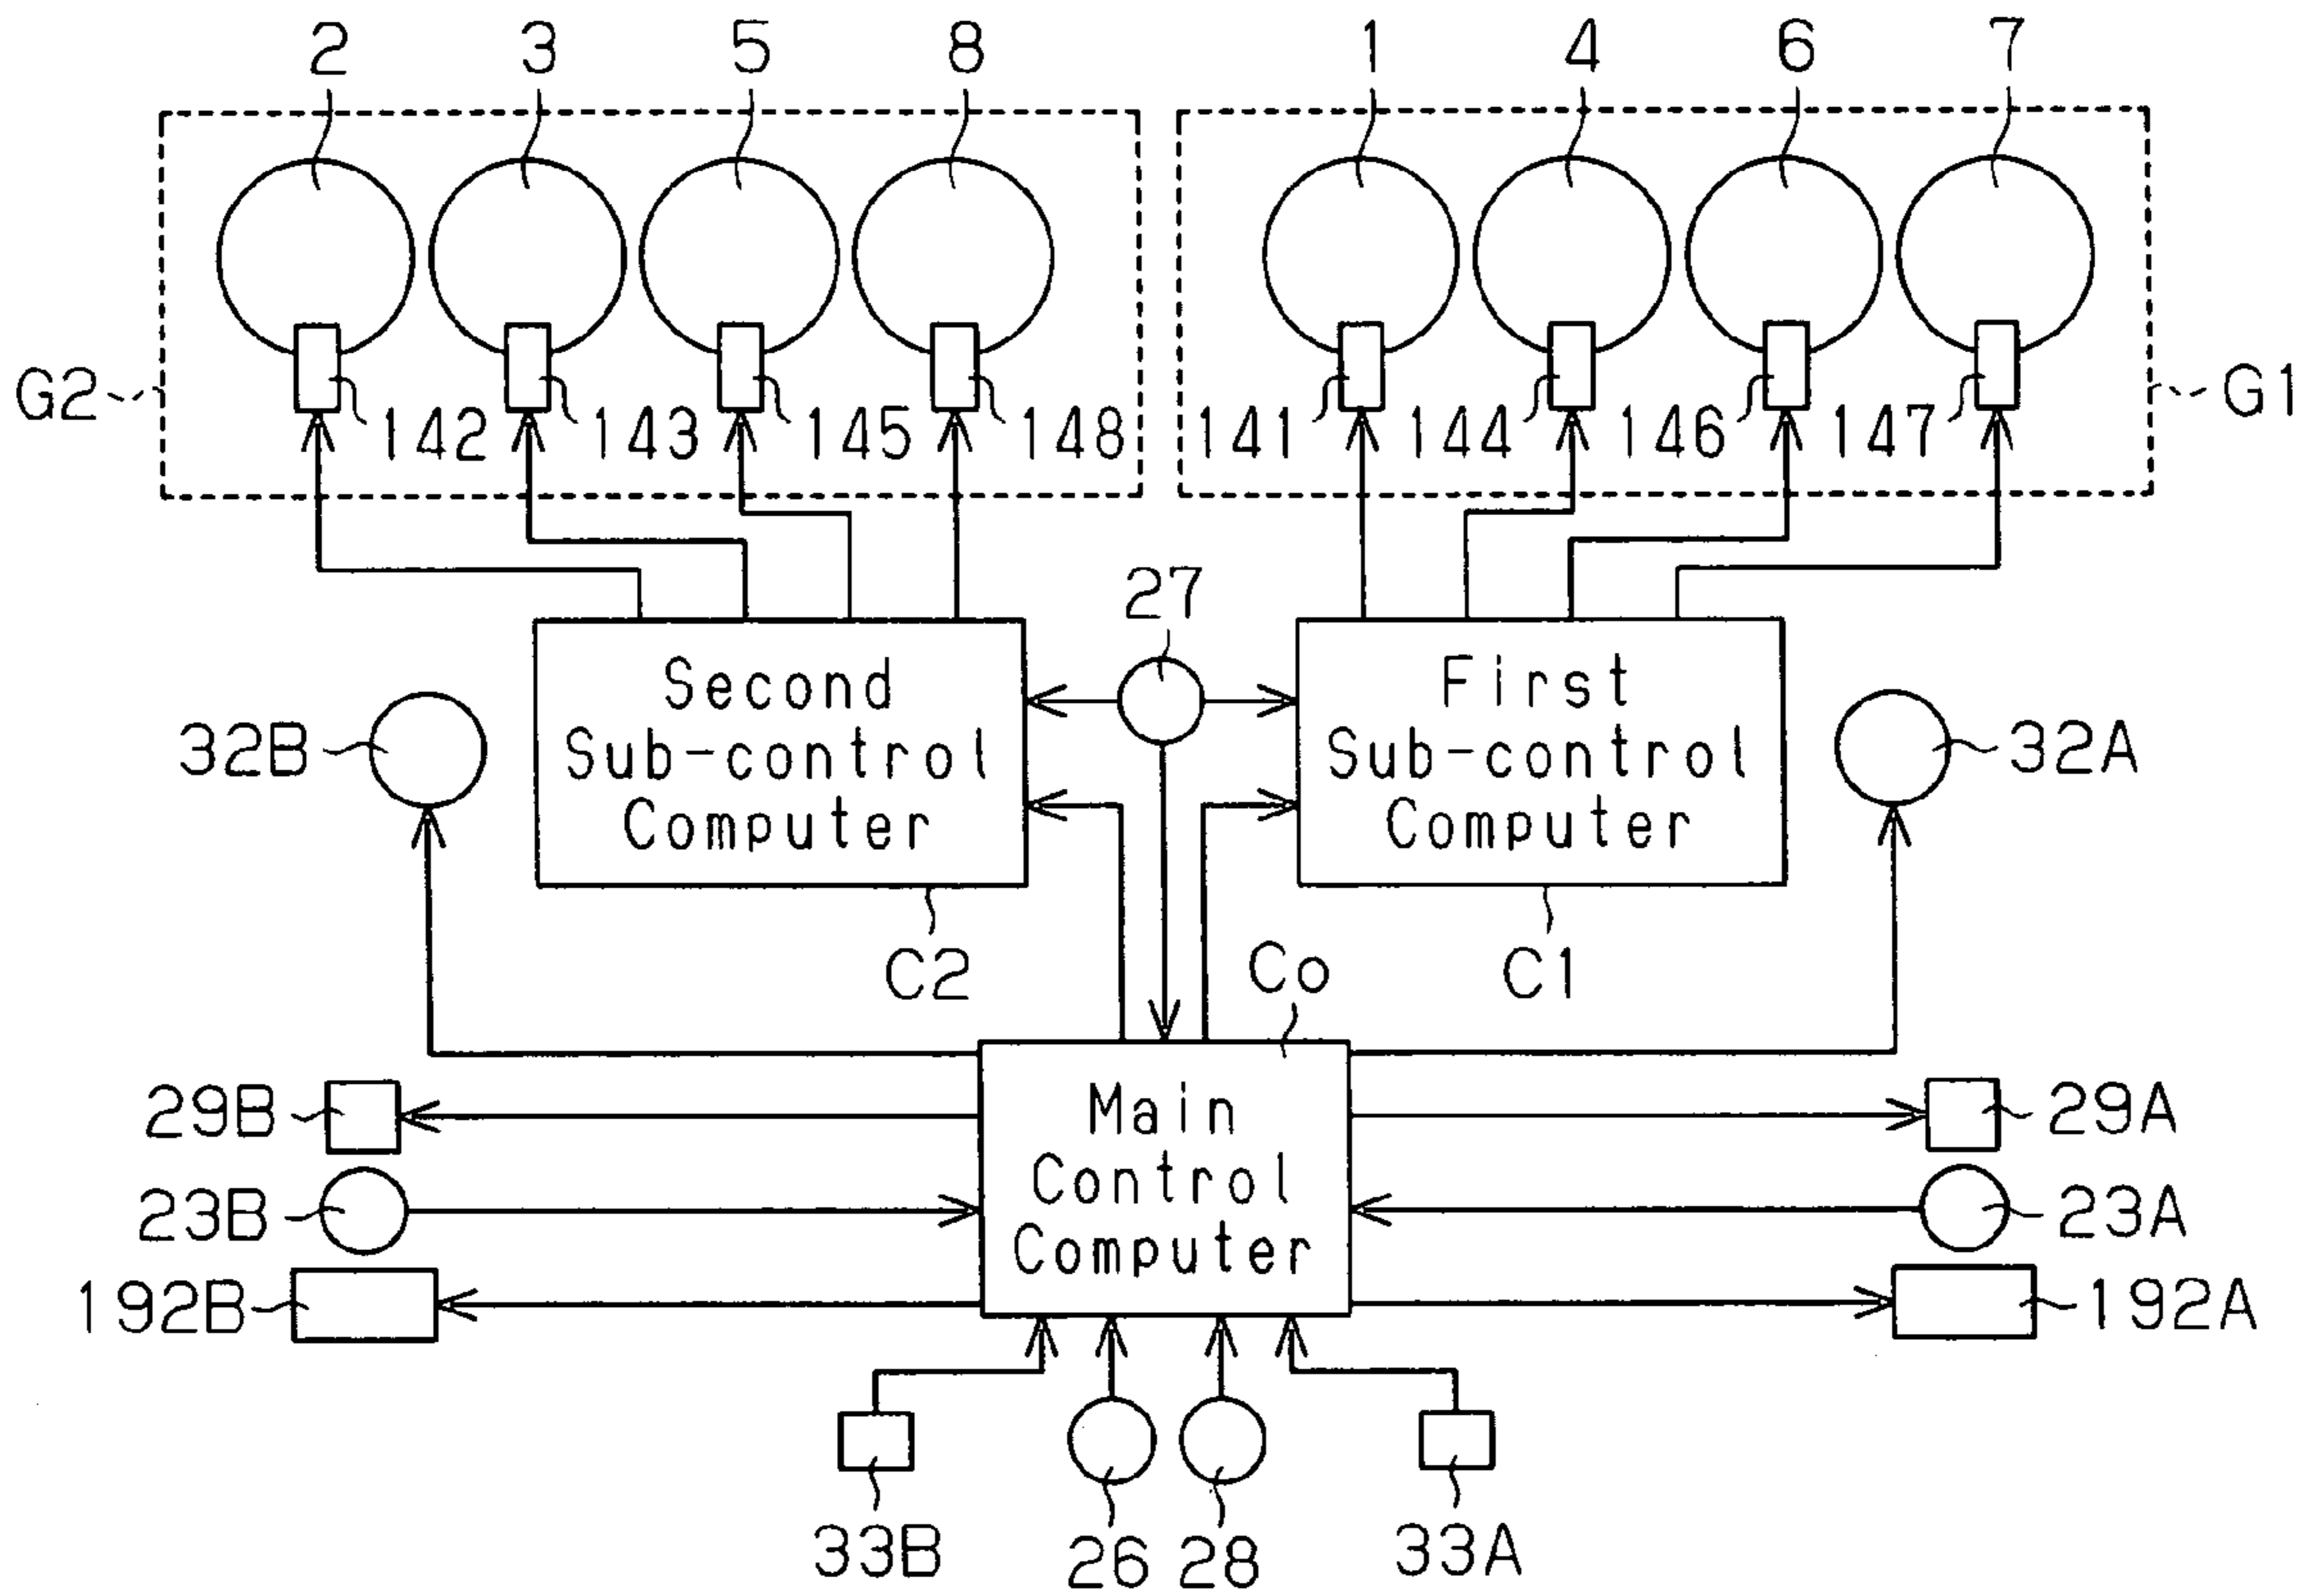 2 3 5 8 1 4 6 7
G2 142 143 145 148 141 144 146 147 G1
27
Second
Sub-control
Computer
First
Sub-control
Computer
32B
32A
C2
Co
C1
Main
Control
Computer
29B
29A
23B
23A
192B
192A
33B 26 28 33A